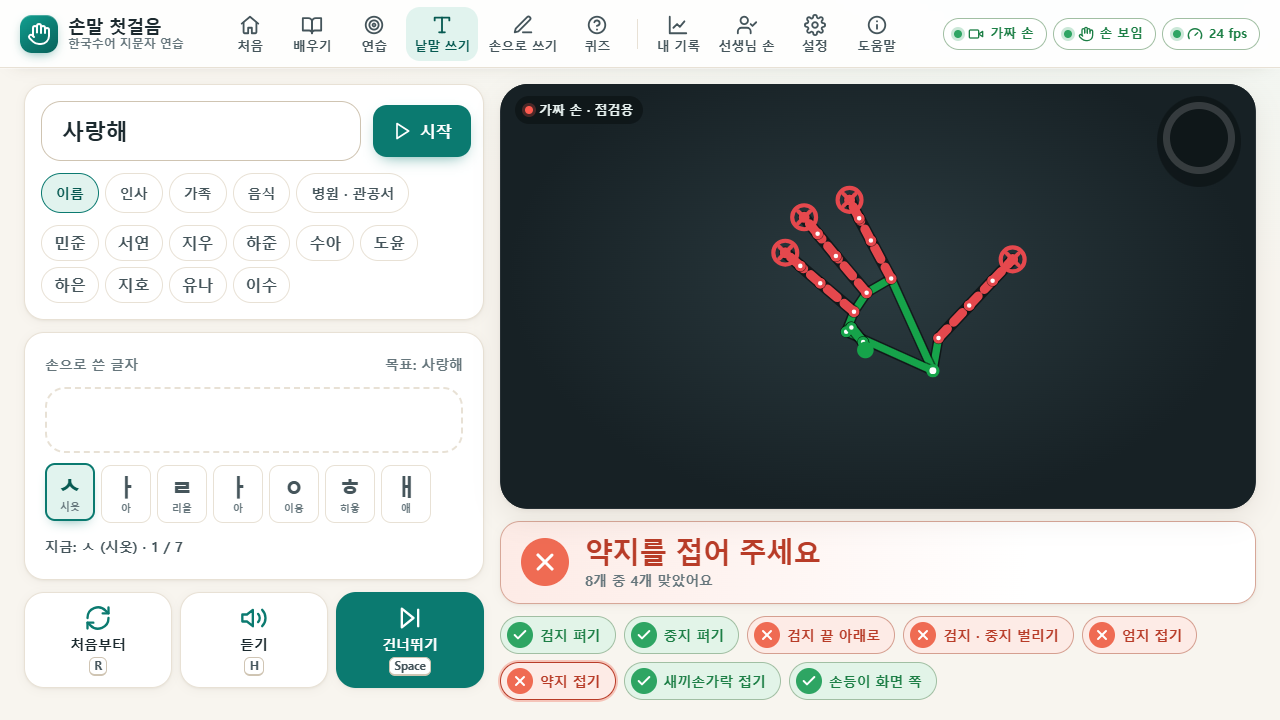 손말 첫걸음
한국수어 지문자 연습
처음
배우기
연습
낱말 쓰기
손으로 쓰기
퀴즈
내 기록
선생님 손
설정
도움말
가짜 손
손 보임
24 fps
사랑해
시작
이름
인사
가족
음식
병원 · 관공서
민준
서연
지우
하준
수아
도윤
하은
지호
유나
이수
손으로 쓴 글자
목표: 사랑해
ㅅ
시옷
ㅏ
아
ㄹ
리을
ㅏ
아
ㅇ
이응
ㅎ
히읗
ㅐ
애
지금: ㅅ (시옷) · 1 / 7
처음부터
R
듣기
H
건너뛰기
Space
가짜 손 · 점검용
약지를 접어 주세요
8개 중 4개 맞았어요
검지 펴기
중지 펴기
검지 끝 아래로
검지 · 중지 벌리기
엄지 접기
약지 접기
새끼손가락 접기
손등이 화면 쪽